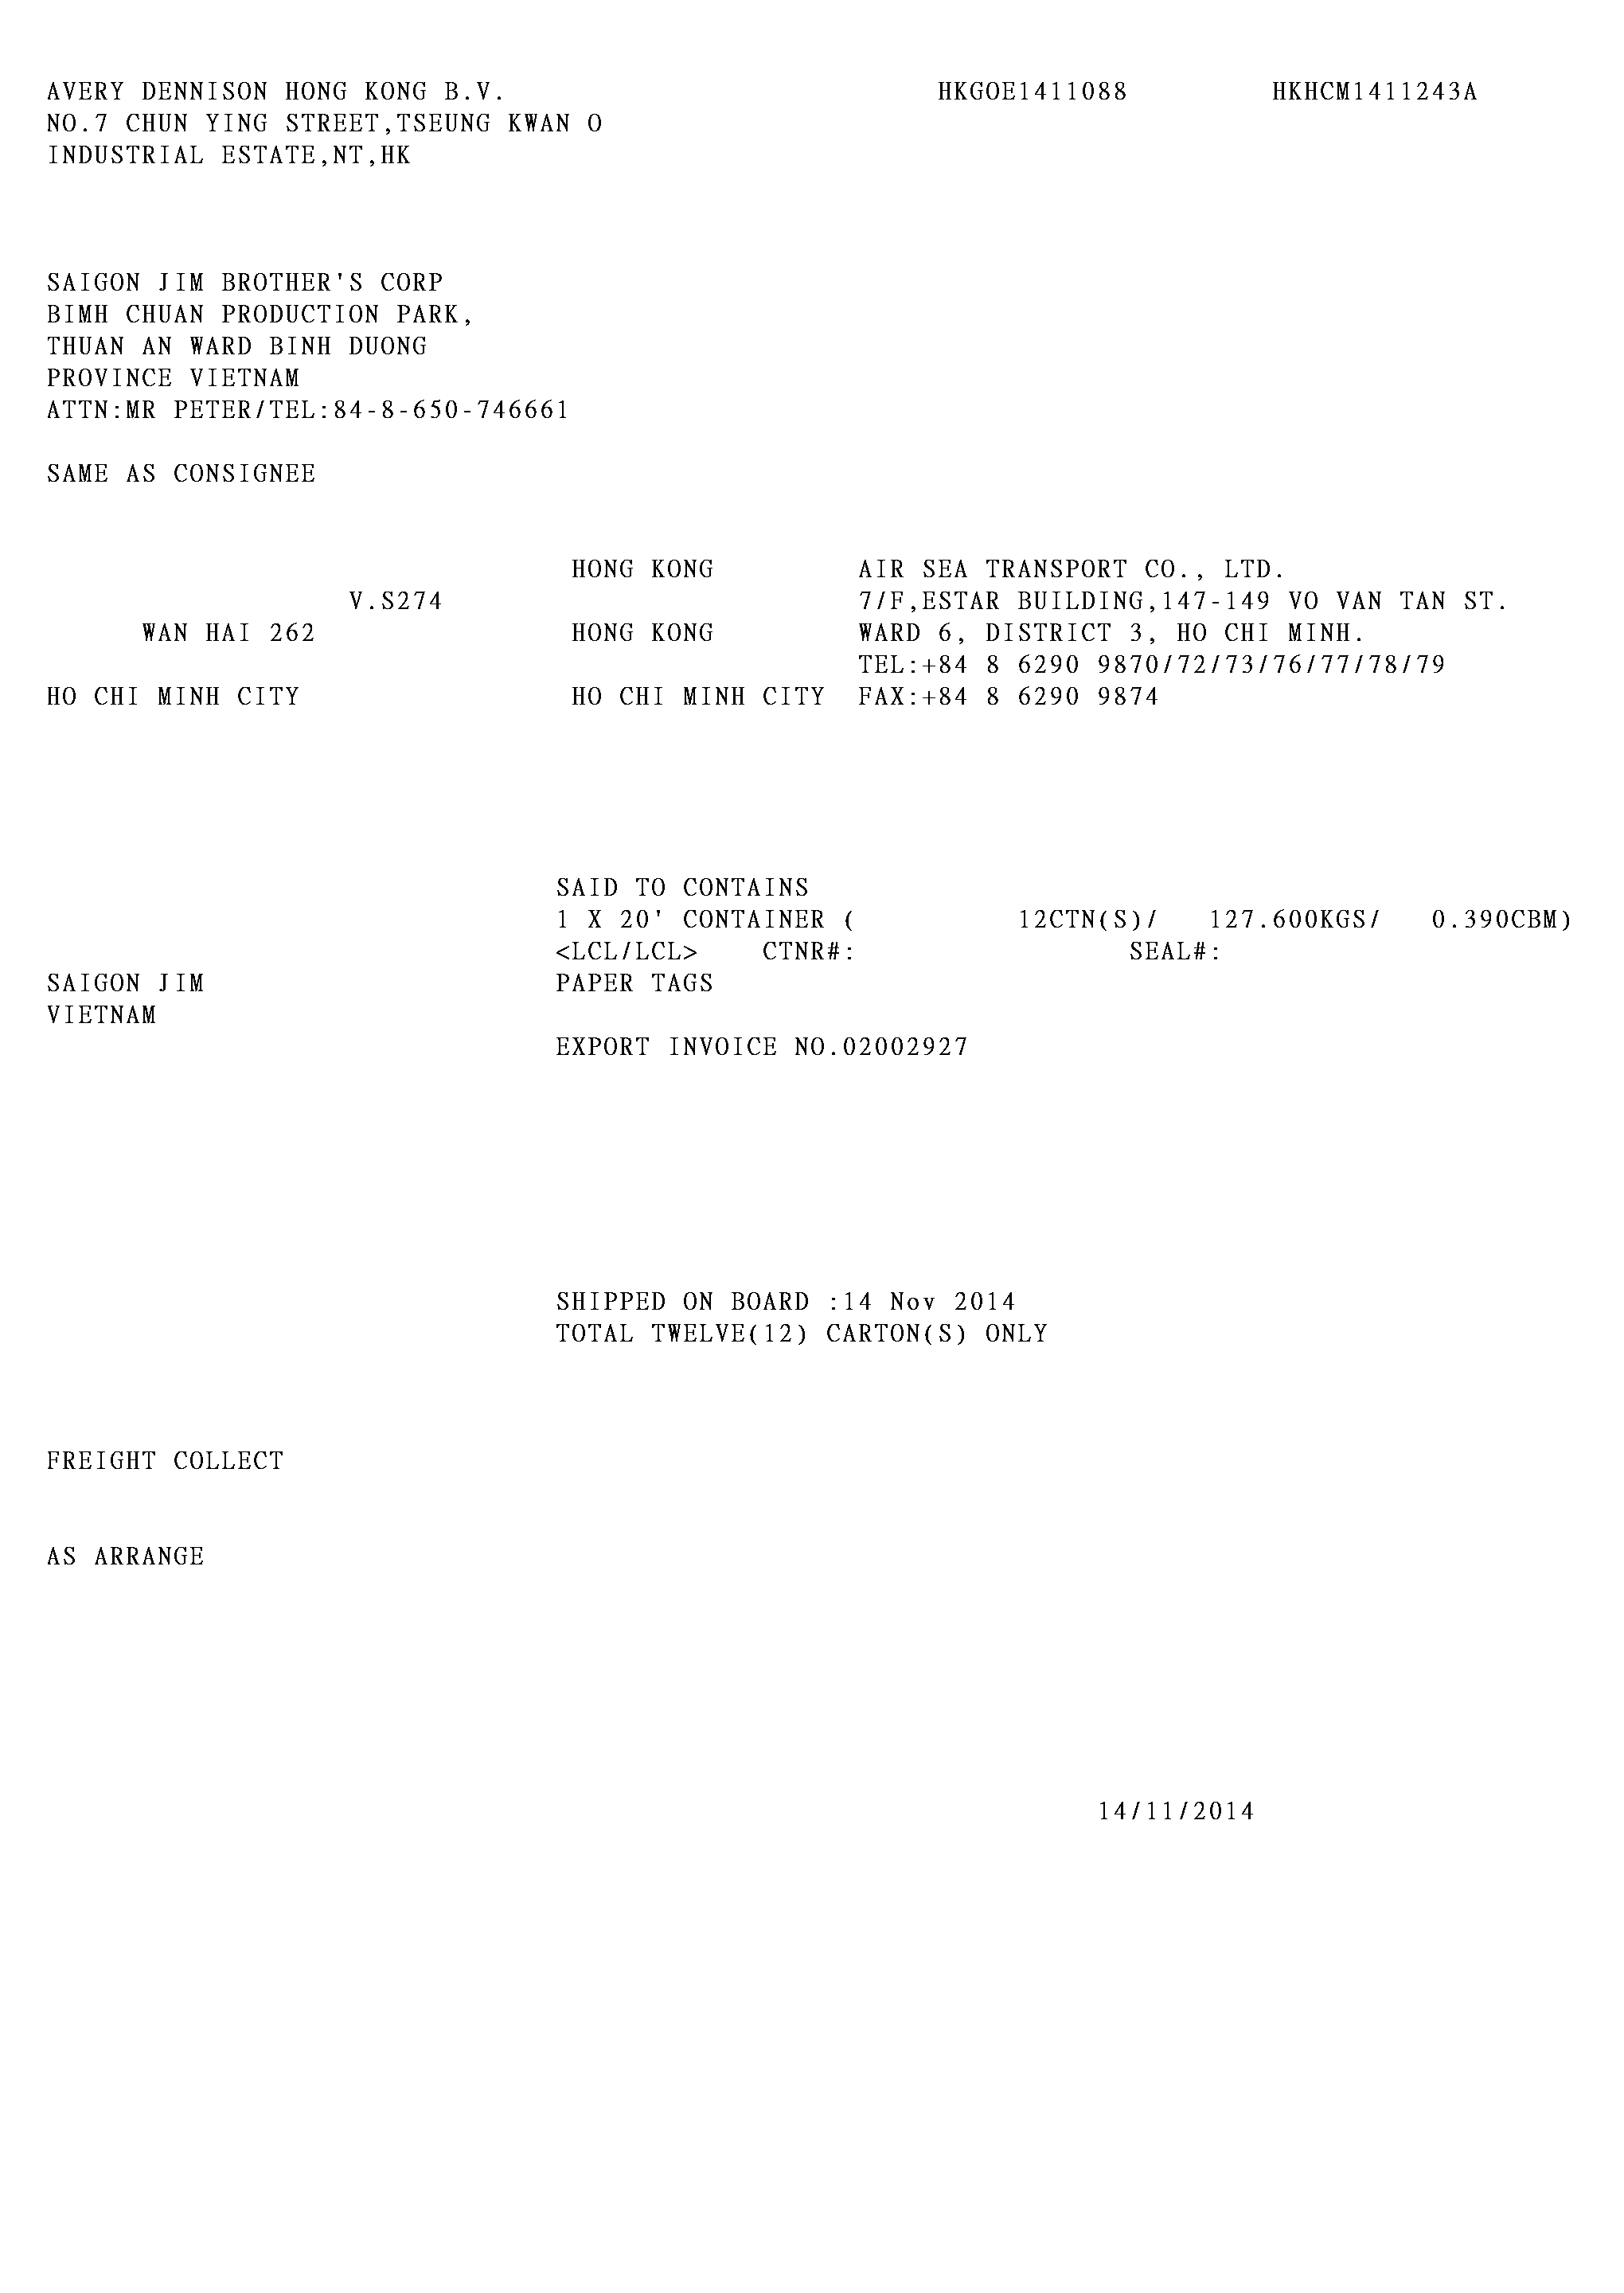 AVERY DENNISON HONG KONG B.V. HKGOE1411088 HKHCM1411243A
NO.7 CHUN YING STREET,TSEUNG KWAN O
INDUSTRIAL ESTATE,NT,HK
SAIGON JIM BROTHER'S CORP
BIMH CHUAN PRODUCTION PARK,
THUAN AN WARD BINH DUONG
PROVINCE VIETNAM
ATTN:MR PETER/TEL:84-8-650-746661
SAME AS CONSIGNEE
HONG KONG AIR SEA TRANSPORT CO., LTD.
V.S274 7/F,ESTAR BUILDING,147-149 VO VAN TAN ST.
WAN HAI 262 HONG KONG WARD 6, DISTRICT 3, HO CHI MINH.
TEL:+84 8 6290 9870/72/73/76/77/78/79
HO CHI MINH CITY HO CHI MINH CITY FAX:+84 8 6290 9874
SAID TO CONTAINS
1 X 20' CONTAINER ( 12CTN(S)/ 127.600KGS/ 0.390CBM)
<LCL/LCL> CTNR#: SEAL#:
SAIGON JIM PAPER TAGS
VIETNAM
EXPORT INVOICE NO.02002927
SHIPPED ON BOARD :14 Nov 2014
TOTAL TWELVE(12) CARTON(S) ONLY
FREIGHT COLLECT
AS ARRANGE
14/11/2014